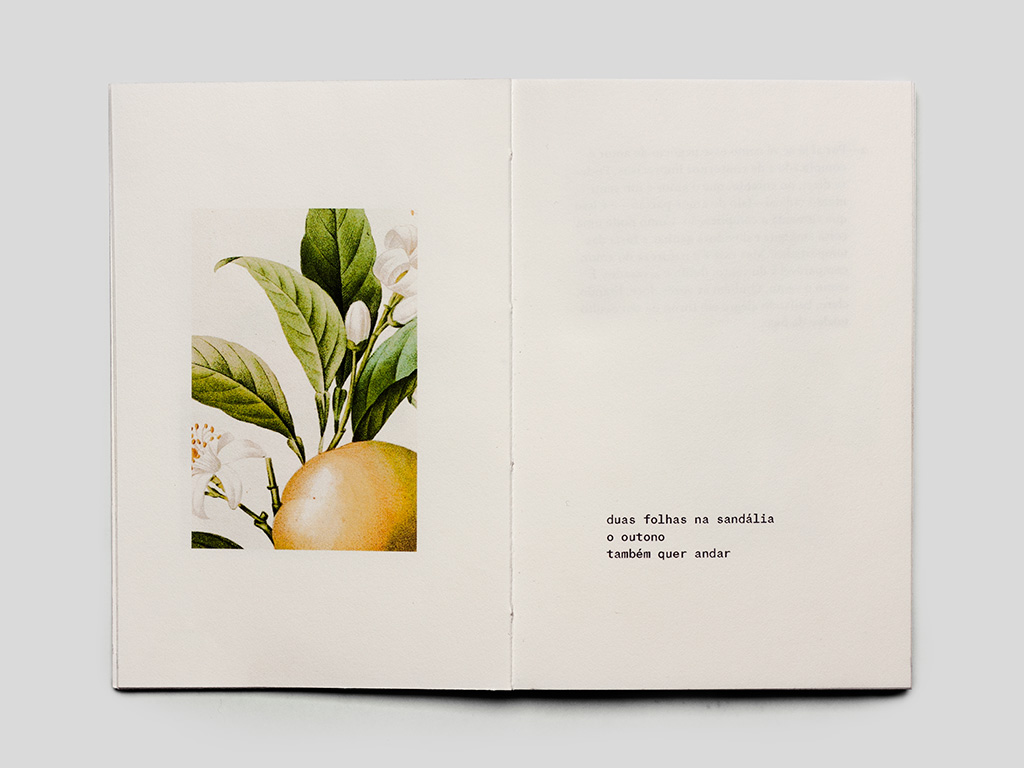 duas folhas na sandália
o outono
também quer andar